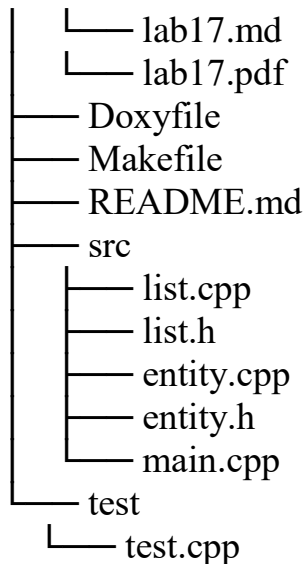 lab17.md
lab17.pdf
Doxyfile
Makefile
README.md
src
list.cpp
list.h
entity.cpp
entity.h
main.cpp
test
test.cpp